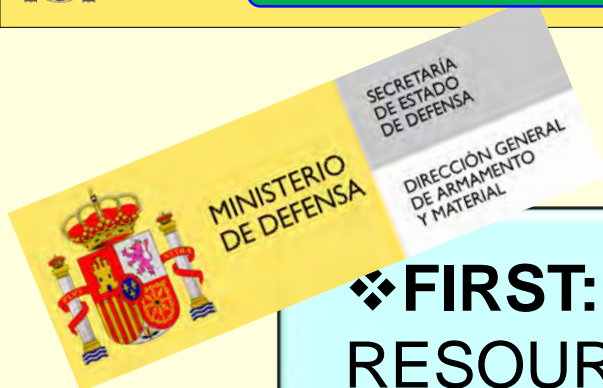 MINISTERIO
DE DEFENSA
SECRETARÍA
DE ESTADO
DE DEFENSA
DIRECCIÓN GENERAL
DE ARMAMENTO
Y MATERIAL
❖FIRST:
RESOUR